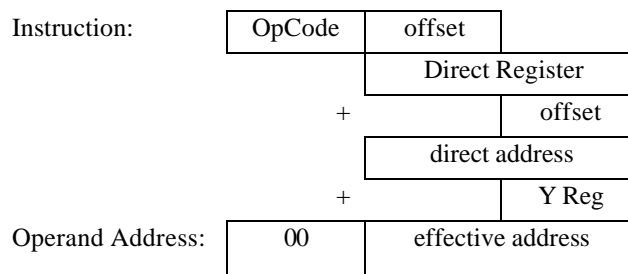 Instruction: OpCode offset
Direct Register
+ offset
direct address
+ Y Reg
Operand Address: 00 effective address